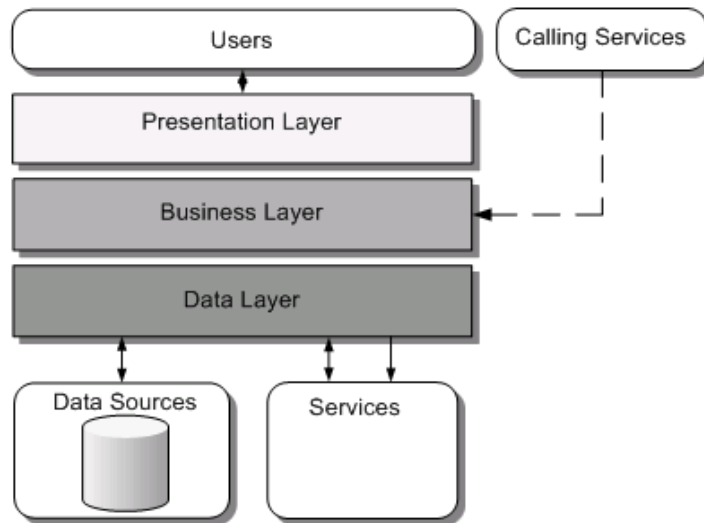 Users
Calling Services
Presentation Layer
Business Layer
Data Layer
Data Sources
Services